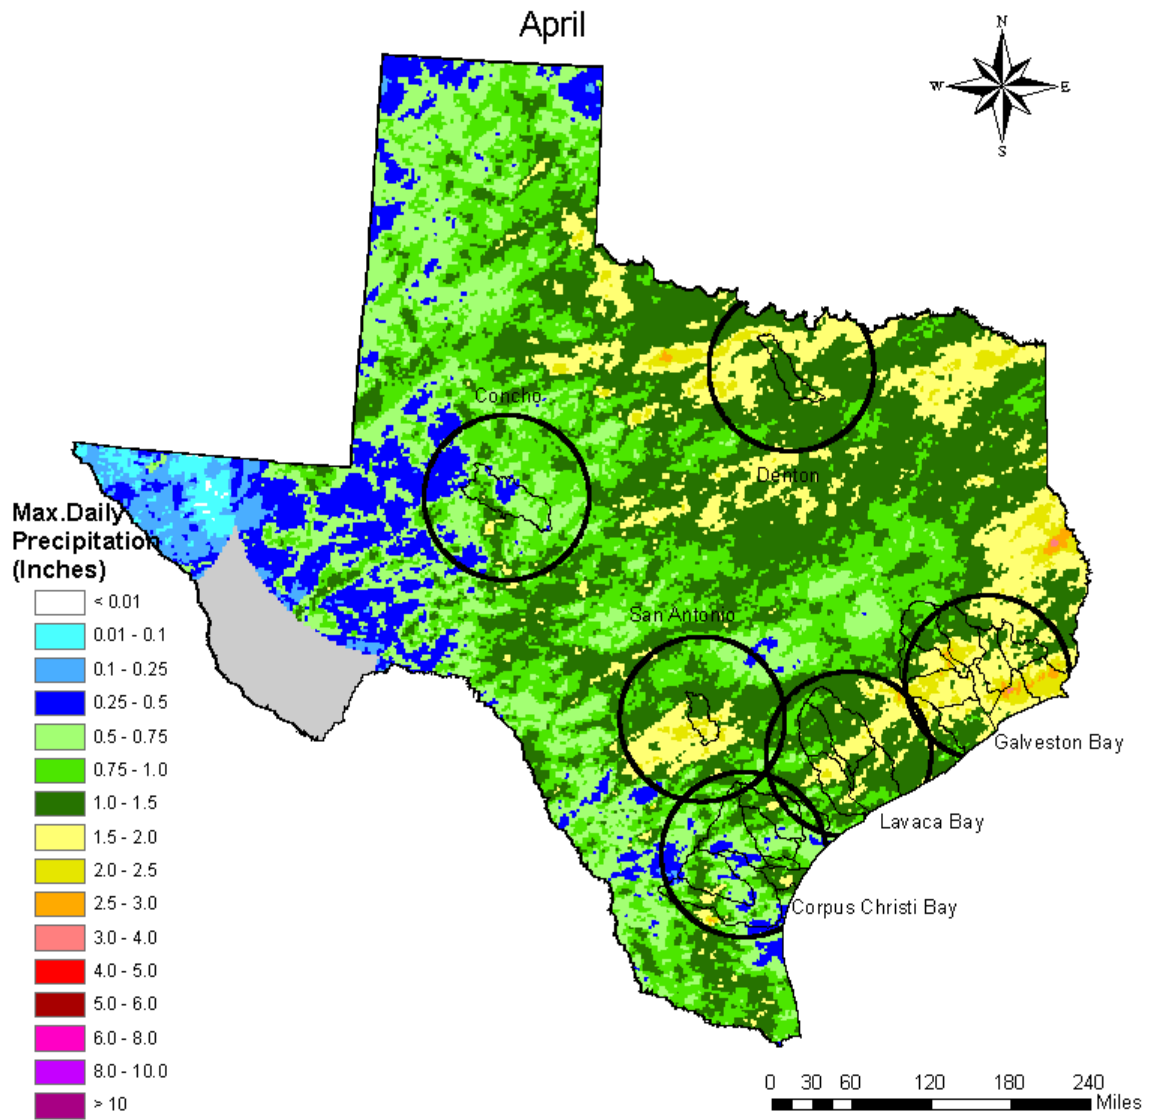 April
N
W E
S
Concho
Denton
Max.Daily
Precipitation
(Inches)
< 0.01
0.01 - 0.1
0.1 - 0.25
0.25 - 0.5
0.5 - 0.75
0.75 - 1.0
1.0 - 1.5
1.5 - 2.0
2.0 - 2.5
2.5 - 3.0
3.0 - 4.0
4.0 - 5.0
5.0 - 6.0
6.0 - 8.0
8.0 - 10.0
> 10
San Antonio
Galveston Bay
Lavaca Bay
Corpus Christi Bay
0 30 60 120 180 240
Miles